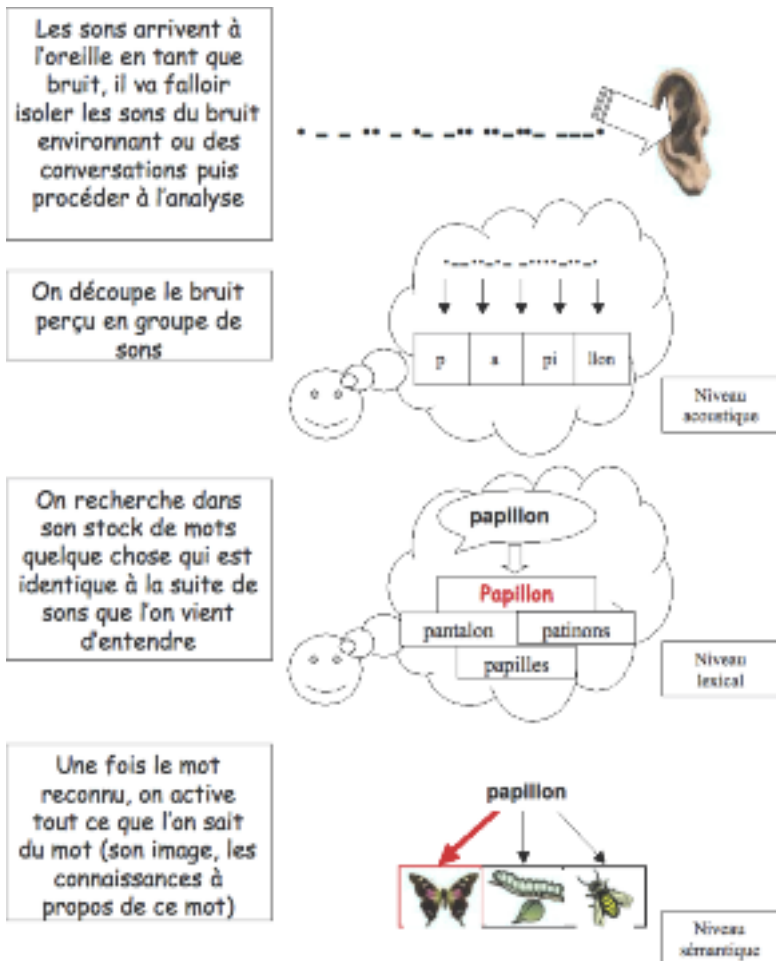 Les sons arrivent à
l'oreille en tant que
bruit, il va falloir
isoler les sons du bruit
environnant ou des
conversations puis
procéder à l'analyse
On découpe le bruit
perçu en groupe de
sons
p a pi llon
Niveau
acoustique
On recherche dans
son stock de mots
quelque chose qui est
identique à la suite de
sons que l'on vient
d'entendre
papillon
Papillon
pantalon patinons
papilles
Niveau
lexical
Une fois le mot
reconnu, on active
tout ce que l'on sait
du mot (son image, les
connaissances à
propos de ce mot)
papillon
Niveau
sémantique